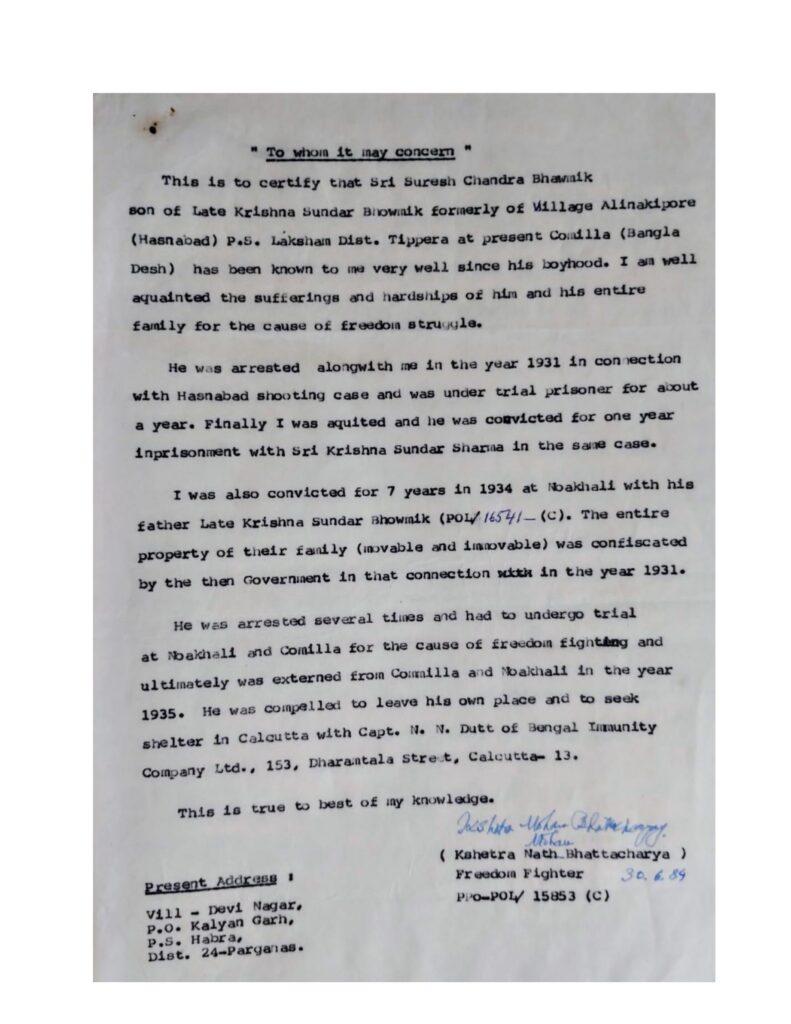 " To whom it may concern "
This is to certify that Sri Suresh Chandra Bhawmik
son of Late Krishna Sundar Bhowmik formerly of Village Alinakipore
(Hasnabad) P.S. Laksham Dist. Tippera at present Comilla (Bangla
Desh) has been known to me very well since his boyhood. I am well
aquainted the sufferings and hardships of him and his entire
family for the cause of freedom struggle.
He was arrested alongwith me in the year 1931 in connection
with Hasnabad shooting case and was under trial prisoner for about
a year. Finally I was aquited and he was convicted for one year
inprisonment with Sri Krishna Sundar Sharma in the same case.
I was also convicted for 7 years in 1934 at Noakhali with his
father Late Krishna Sundar Bhowmik (POL/16541-(C). The entire
property of their family (movable and immovable) was confiscated
by the then Government in that connection in the year 1931.
He was arrested several times and had to undergo trial
at Noakhali and Comilla for the cause of freedom fighting and
ultimately was externed from Commilla and Noakhali in the year
1935. He was compelled to leave his own place and to seek
shelter in Calcutta with Capt. N. N. Dutt of Bengal Immunity
Company Ltd., 153, Dharamtala Street, Calcutta- 13.
This is true to best of my knowledge.
Mohan
Mohan
( Kshetra Nath Bhattacharya )
Freedom Fighter 30.6.89
PPO-POL/ 15853 (C)
Present Address :
Vill - Devi Nagar,
P.O. Kalyan Garh,
P.S. Habra,
Dist. 24-Parganas.